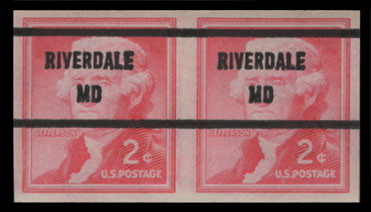 RIVERDALE
MD
JEFFERSON
2¢
U.S. POSTAGE
RIVERDALE
MD
JEFFERSON
2¢
U.S. POSTAGE